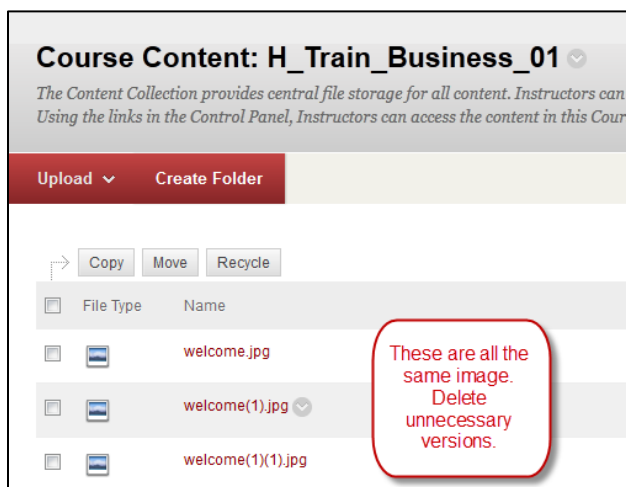 Course Content: H_Train_Business_01
The Content Collection provides central file storage for all content. Instructors can
Using the links in the Control Panel, Instructors can access the content in this Cour
Upload Create Folder
Copy Move Recycle
File Type Name
welcome.jpg
welcome(1).jpg
welcome(1)(1).jpg
These are all the
same image.
Delete
unnecessary
versions.